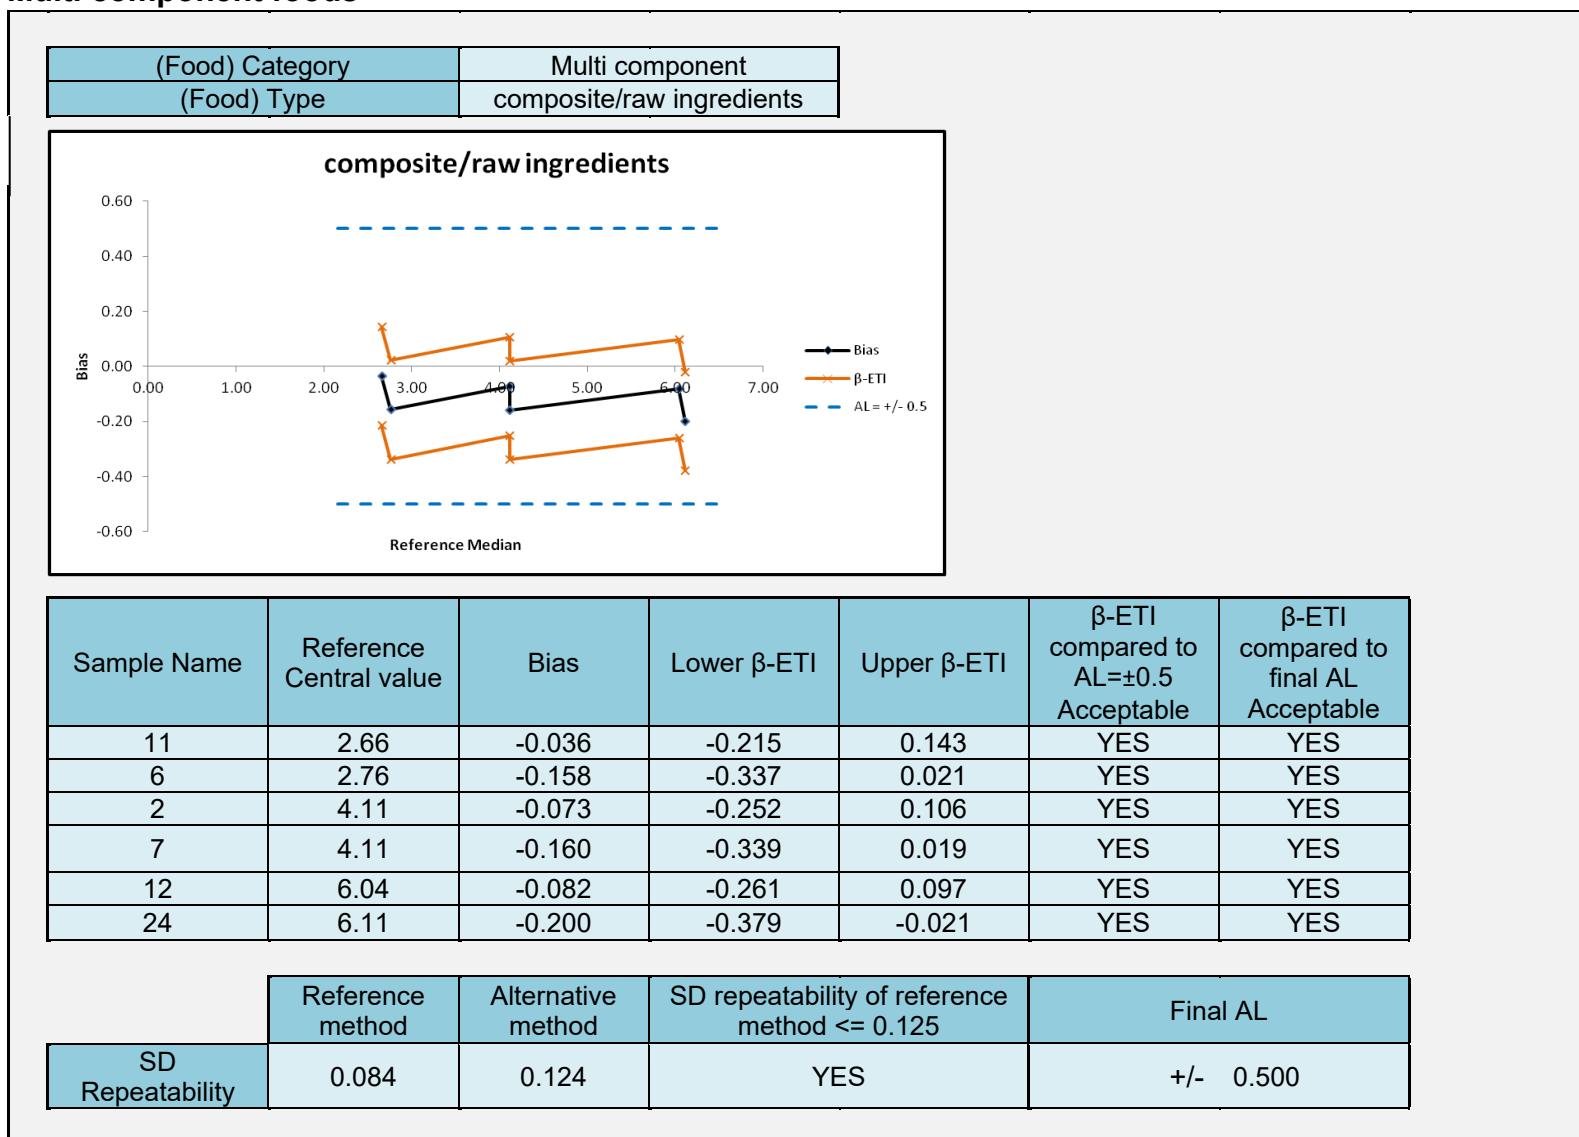 Multi component foods
(Food) Category Multi component
(Food) Type composite/raw ingredients
composite/raw ingredients
0.60
0.40
0.20
0.00
-0.20
-0.40
-0.60
0.00 1.00 2.00 3.00 4.00 5.00 6.00 7.00
Bias
Reference Median
Bias
β-ETI
AL = +/- 0.5
Sample Name Reference Central value Bias Lower β-ETI Upper β-ETI β-ETI compared to AL=±0.5 Acceptable β-ETI compared to final AL Acceptable
11 2.66 -0.036 -0.215 0.143 YES YES
6 2.76 -0.158 -0.337 0.021 YES YES
2 4.11 -0.073 -0.252 0.106 YES YES
7 4.11 -0.160 -0.339 0.019 YES YES
12 6.04 -0.082 -0.261 0.097 YES YES
24 6.11 -0.200 -0.379 -0.021 YES YES
Reference method Alternative method SD repeatability of reference method <= 0.125 Final AL
SD Repeatability 0.084 0.124 YES +/- 0.500